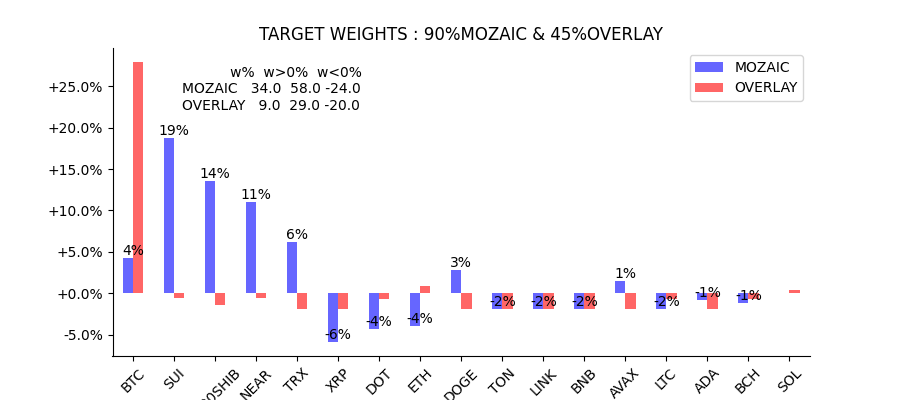 TARGET WEIGHTS : 90%MOZAIC & 45%OVERLAY
w% w>0% w<0%
MOZAIC 34.0 58.0 -24.0
OVERLAY 9.0 29.0 -20.0
MOZAIC
OVERLAY
+25.0%
+20.0%
+15.0%
+10.0%
+5.0%
+0.0%
-5.0%
4%
19%
14%
11%
6%
-6%
-4%
-4%
3%
-2%
-2%
-2%
1%
-2%
-1%
-1%
BTC
SUI
00SHIB
NEAR
TRX
XRP
DOT
ETH
DOGE
TON
LINK
BNB
AVAX
LTC
ADA
BCH
SOL